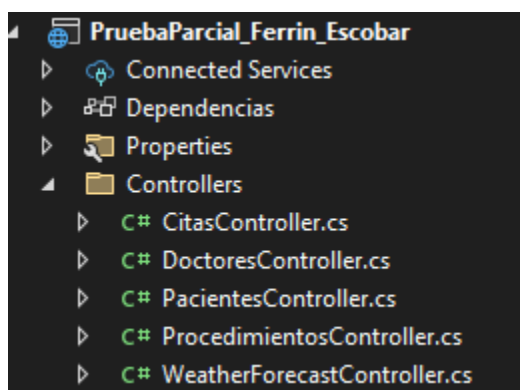 PruebaParcial_Ferrin_Escobar
Connected Services
Dependencias
Properties
Controllers
C# CitasController.cs
C# DoctoresController.cs
C# PacientesController.cs
C# ProcedimientosController.cs
C# WeatherForecastController.cs